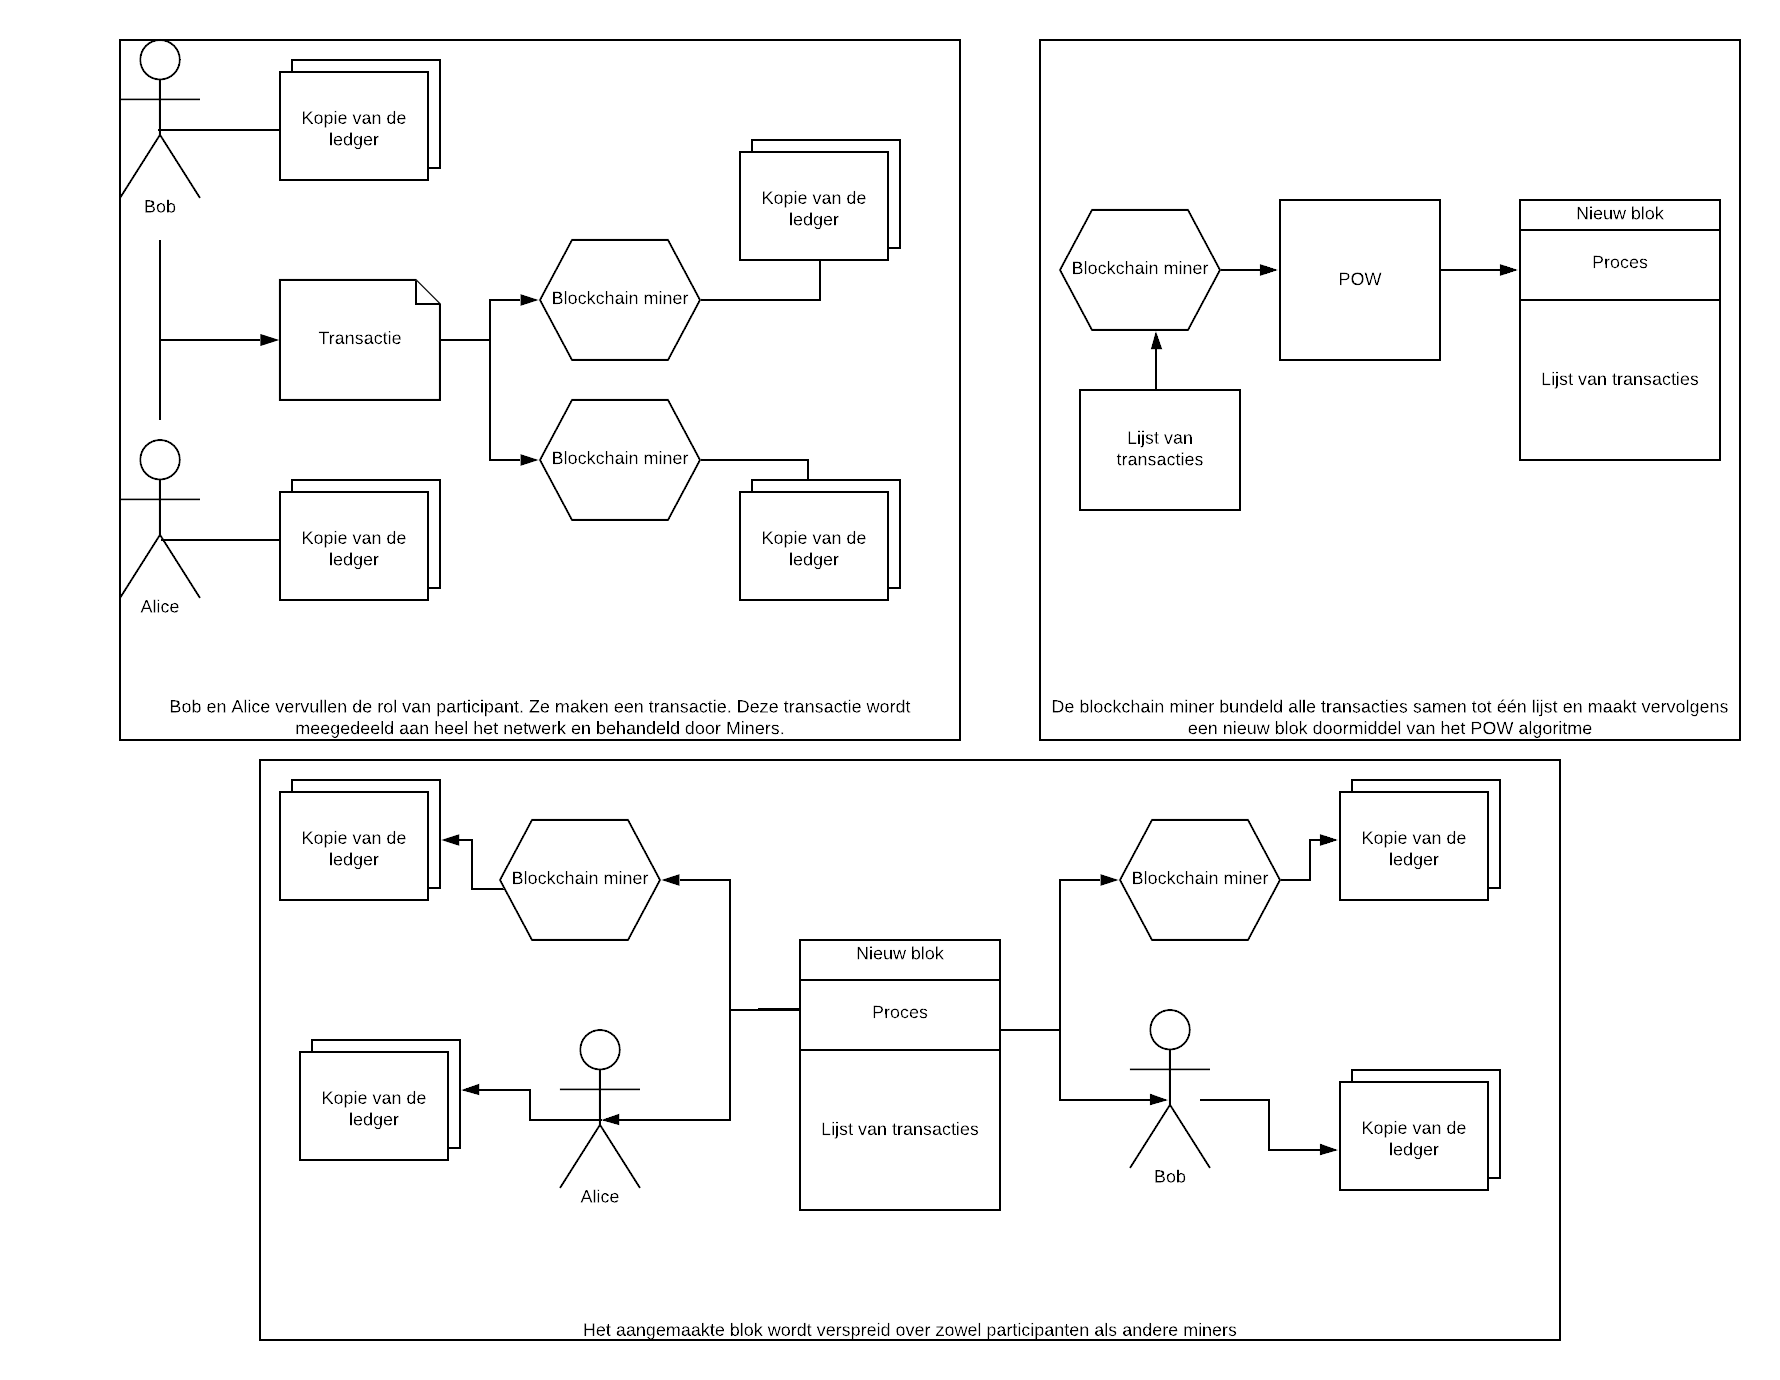 Kopie van de
ledger
Bob
Kopie van de
ledger
Blockchain miner
Transactie
Blockchain miner
Kopie van de
ledger
Kopie van de
ledger
Alice
Bob en Alice vervullen de rol van participant. Ze maken een transactie. Deze transactie wordt
meegedeeld aan heel het netwerk en behandeld door Miners.
Nieuw blok
Proces
Blockchain miner
POW
Lijst van transacties
Lijst van
transacties
De blockchain miner bundeld alle transacties samen tot één lijst en maakt vervolgens
een nieuw blok doormiddel van het POW algoritme
Kopie van de
ledger
Blockchain miner
Blockchain miner
Kopie van de
ledger
Nieuw blok
Proces
Lijst van transacties
Kopie van de
ledger
Alice
Bob
Kopie van de
ledger
Het aangemaakte blok wordt verspreid over zowel participanten als andere miners